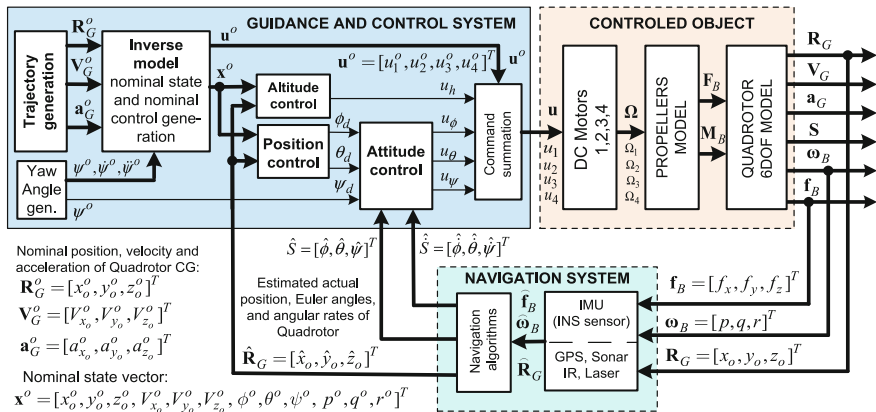 GUIDANCE AND CONTROL SYSTEM
CONTROLED OBJECT
R_G^o
V_G^o
a_G^o
Trajectory generation
Inverse model
nominal state
and nominal
control gene-
ration
u^o
x^o
u^o = [u_1^o, u_2^o, u_3^o, u_4^o]^T
u^o
Altitude
control
u_h
Position
control
ϕ_d
θ_d
ψ_d
Attitude
control
u_ϕ
u_θ
u_ψ
Command
summation
Yaw
Angle
gen.
ψ^o, ψ̇^o, ψ̈^o
ψ^o
u
u_1
u_2
u_3
u_4
DC Motors
1,2,3,4
Ω
Ω_1
Ω_2
Ω_3
Ω_4
PROPELLERS
MODEL
F_B
M_B
QUADROTOR
6DOF MODEL
R_G
V_G
a_G
S
ω_B
f_B
Ŝ = [ϕ̂, θ̂, ψ̂]^T
Ŝ̇ = [ϕ̂̇, θ̂̇, ψ̂̇]^T
Nominal position, velocity and
acceleration of Quadrotor CG:
R_G^o = [x_o^o, y_o^o, z_o^o]^T
V_G^o = [V_{x_o}^o, V_{y_o}^o, V_{z_o}^o]^T
a_G^o = [a_{x_o}^o, a_{y_o}^o, a_{z_o}^o]^T
Nominal state vector:
x^o = [x_o^o, y_o^o, z_o^o, V_{x_o}^o, V_{y_o}^o, V_{z_o}^o, ϕ^o, θ^o, ψ^o, p^o, q^o, r^o]^T
Estimated actual
position, Euler angles,
and angular rates
of Quadrotor
R̂_G = [x̂_o, ŷ_o, ẑ_o]^T
NAVIGATION SYSTEM
Navigation
algorithms
f̂_B
ω̂_B
R̂_G
IMU
(INS sensor)
GPS, Sonar
IR, Laser
f_B = [f_x, f_y, f_z]^T
ω_B = [p, q, r]^T
R_G = [x_o, y_o, z_o]^T